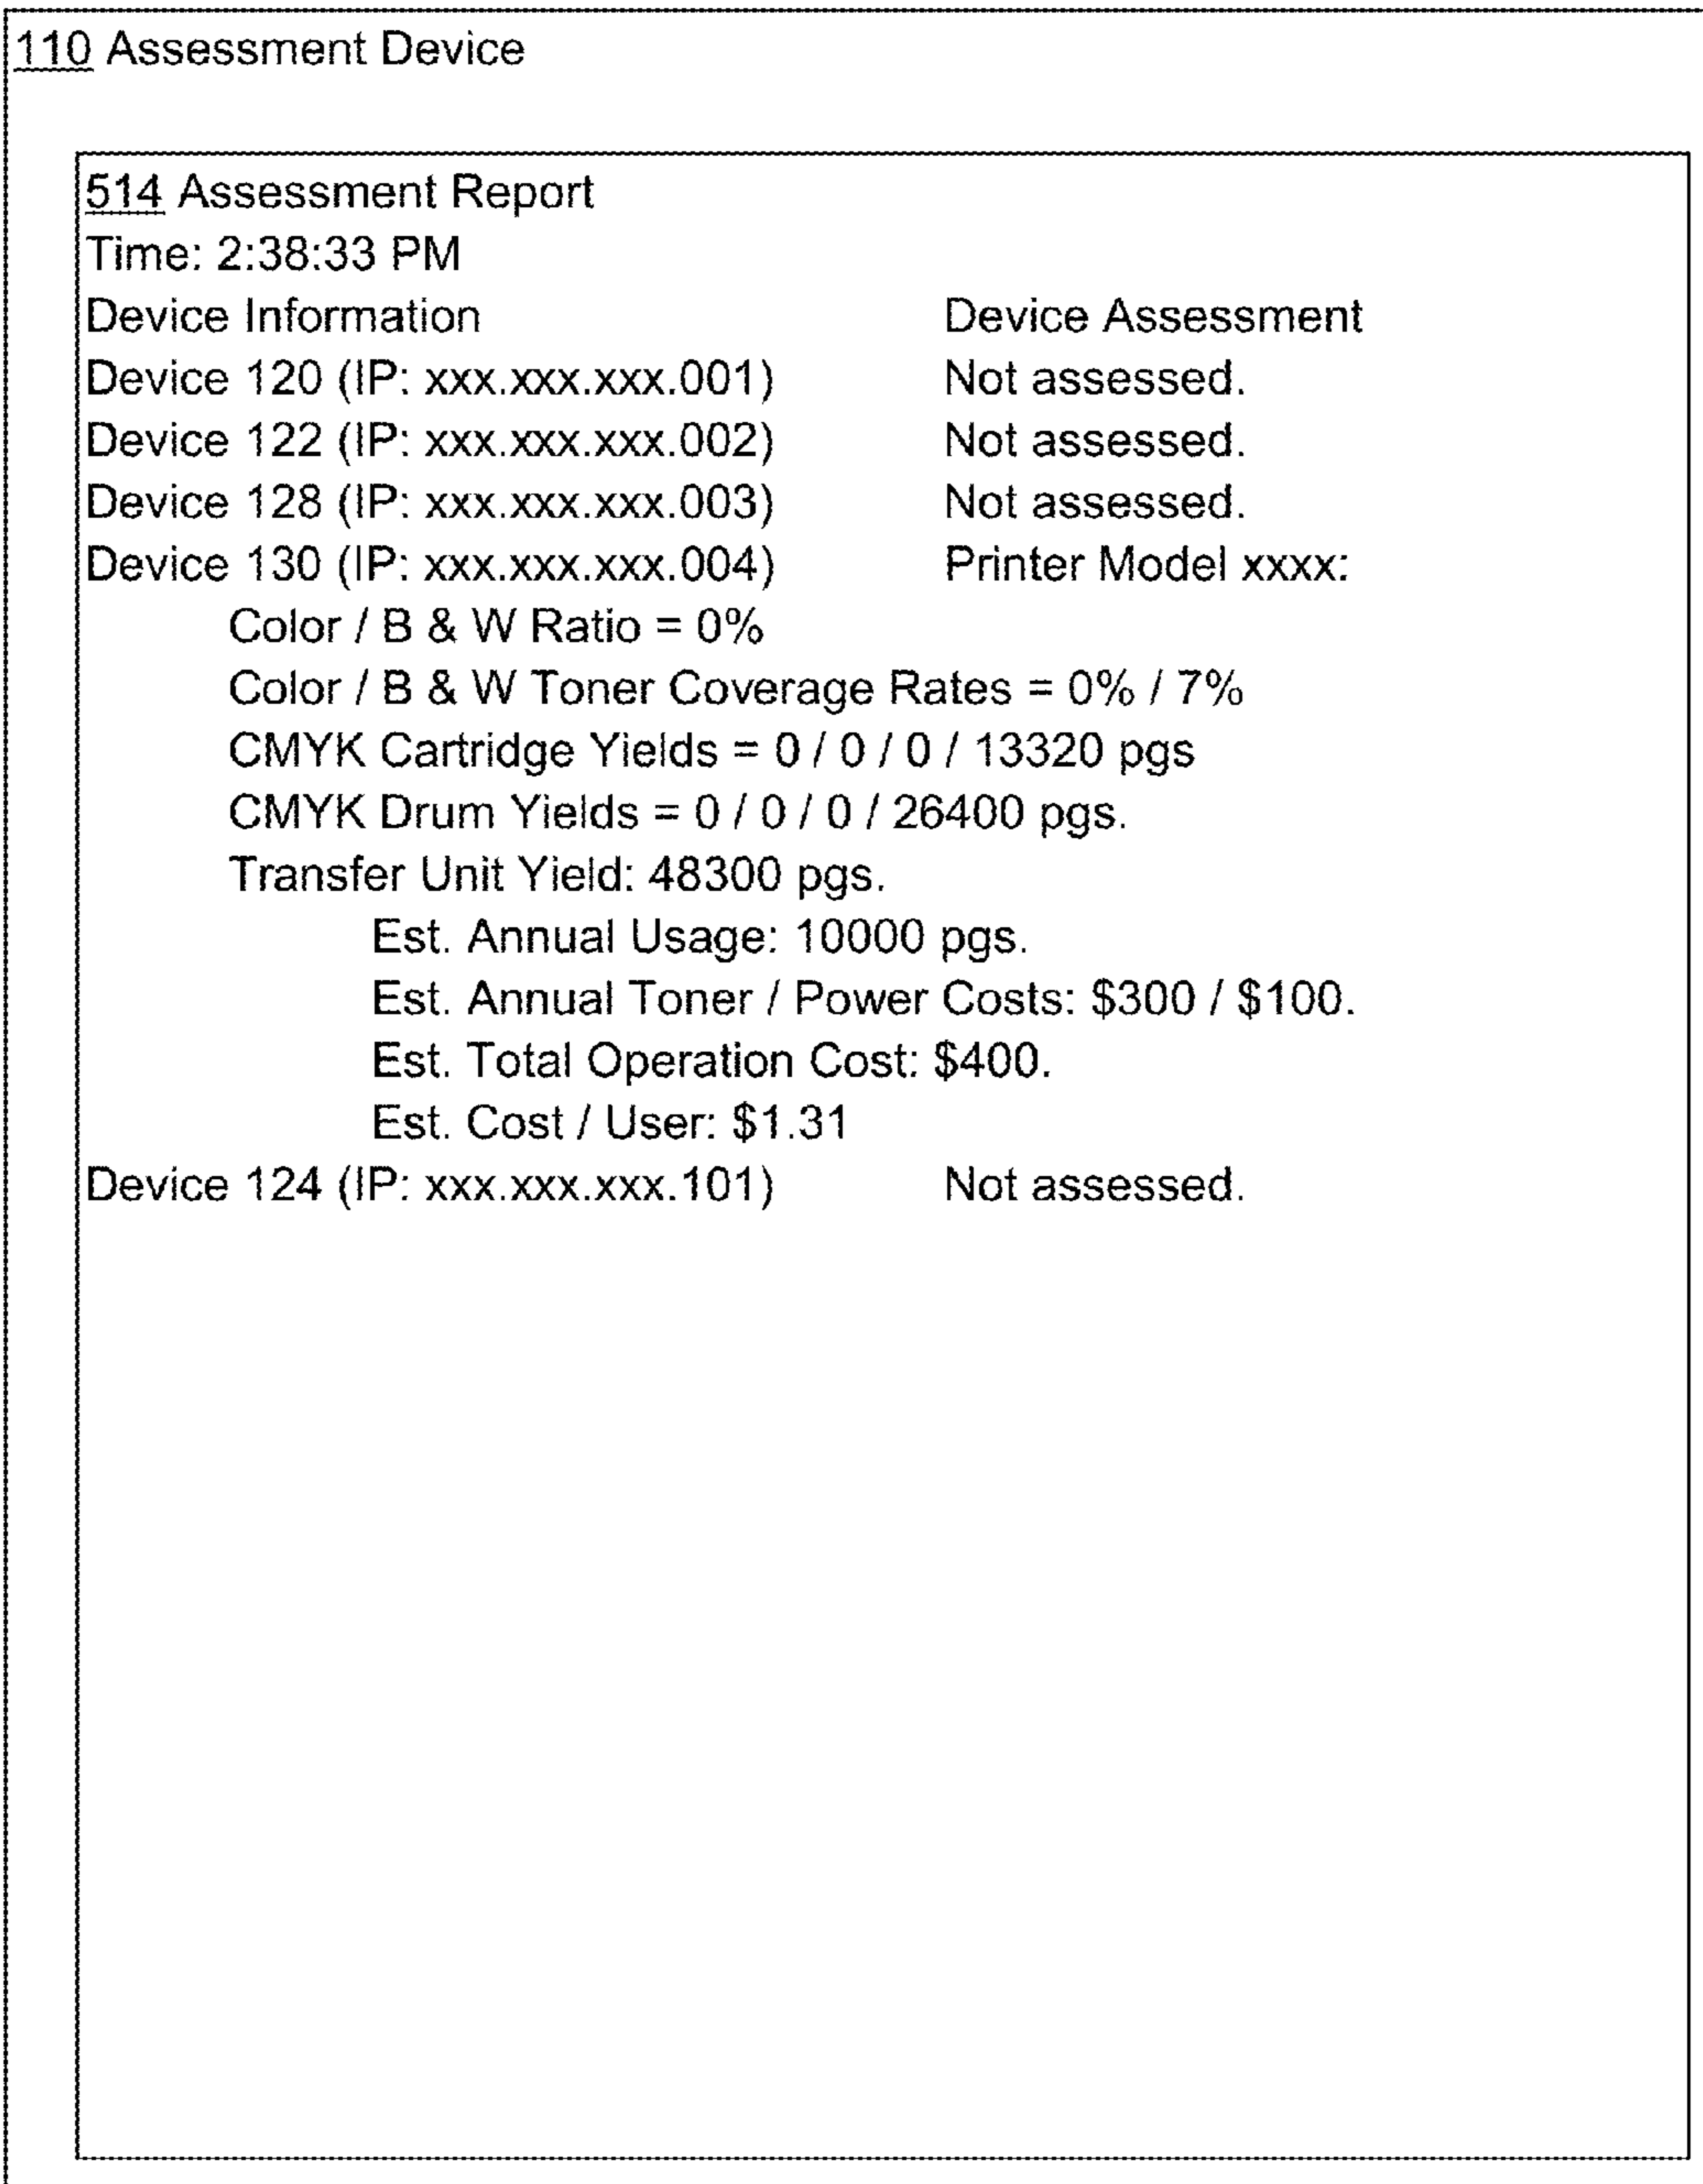 110 Assessment Device
514 Assessment Report
Time: 2:38:33 PM
Device Information Device Assessment
Device 120 (IP: xxx.xxx.xxx.001) Not assessed.
Device 122 (IP: xxx.xxx.xxx.002) Not assessed.
Device 128 (IP: xxx.xxx.xxx.003) Not assessed.
Device 130 (IP: xxx.xxx.xxx.004) Printer Model xxxx:
Color / B & W Ratio = 0%
Color / B & W Toner Coverage Rates = 0% / 7%
CMYK Cartridge Yields = 0 / 0 / 0 / 13320 pgs
CMYK Drum Yields = 0 / 0 / 0 / 26400 pgs.
Transfer Unit Yield: 48300 pgs.
Est. Annual Usage: 10000 pgs.
Est. Annual Toner / Power Costs: $300 / $100.
Est. Total Operation Cost: $400.
Est. Cost / User: $1.31
Device 124 (IP: xxx.xxx.xxx.101) Not assessed.